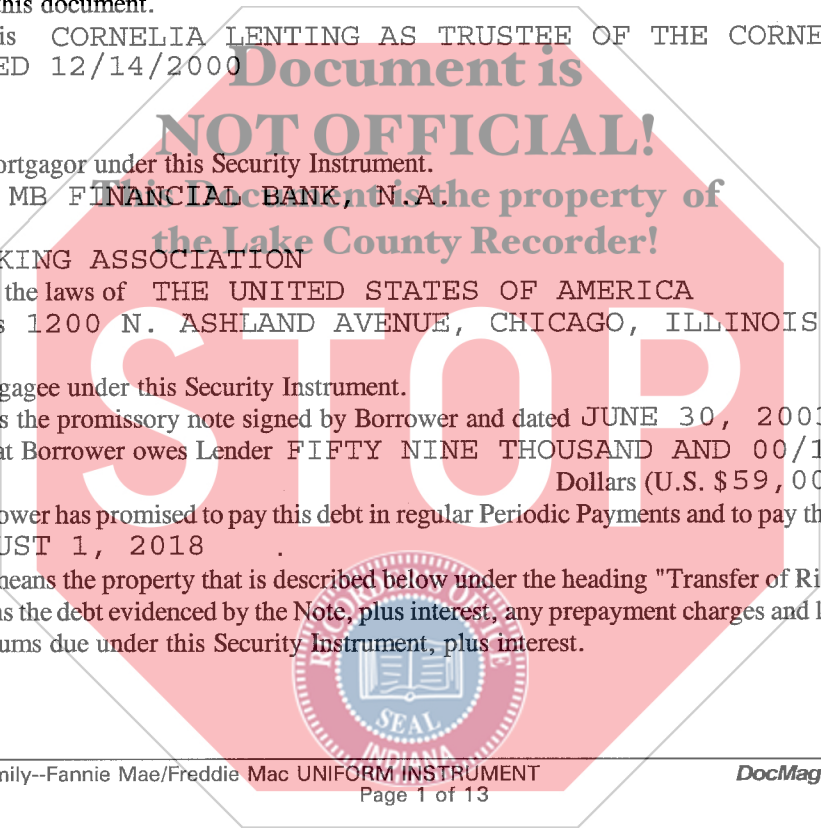 this document.
is CORNELIA LENTING AS TRUSTEE OF THE CORNE
ED 12/14/2000
Document is
NOT OFFICIAL!
ortgagor under this Security Instrument.
This Document is the property of
MB FINANCIAL BANK, N.A.
the Lake County Recorder!
KING ASSOCIATION
the laws of THE UNITED STATES OF AMERICA
s 1200 N. ASHLAND AVENUE, CHICAGO, ILLINOIS
STOP
gagee under this Security Instrument.
s the promissory note signed by Borrower and dated JUNE 30, 2003
at Borrower owes Lender FIFTY NINE THOUSAND AND 00/1
Dollars (U.S. $59,00
ower has promised to pay this debt in regular Periodic Payments and to pay th
UST 1, 2018 .
means the property that is described below under the heading "Transfer of Ri
ns the debt evidenced by the Note, plus interest, any prepayment charges and l
ums due under this Security Instrument, plus interest.
RECORDER OFFICE
SEAL
INDIANA
mily--Fannie Mae/Freddie Mac UNIFORM INSTRUMENT
DocMag
Page 1 of 13